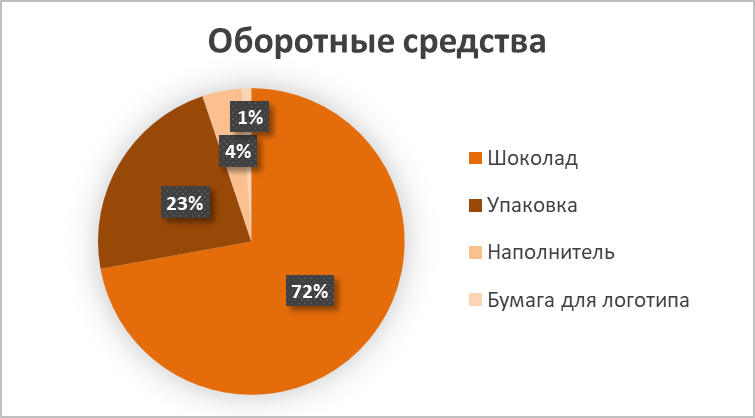 Оборотные средства
1%
4%
23%
72%
Шоколад
Упаковка
Наполнитель
Бумага для логотипа